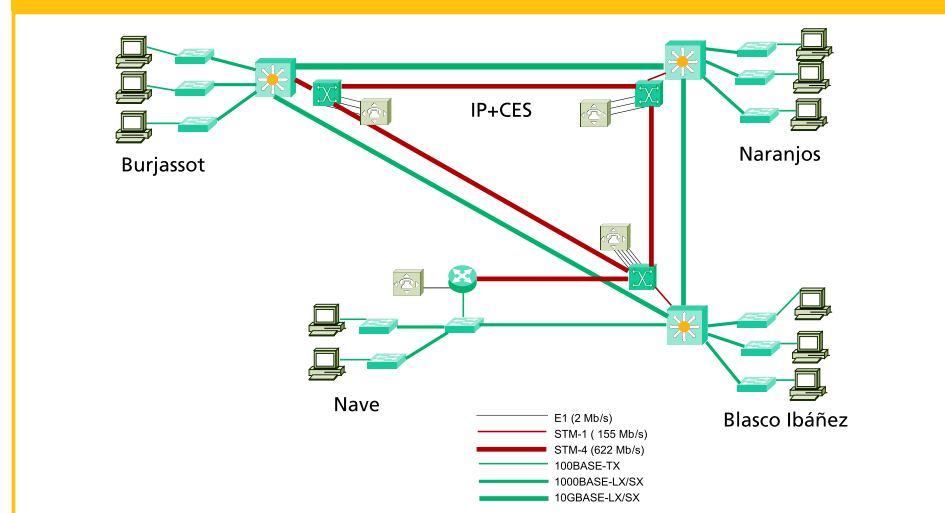 IP+CES
Burjassot
Naranjos
Nave
Blasco Ibáñez
E1 (2 Mb/s)
STM-1 ( 155 Mb/s)
STM-4 (622 Mb/s)
100BASE-TX
1000BASE-LX/SX
10GBASE-LX/SX